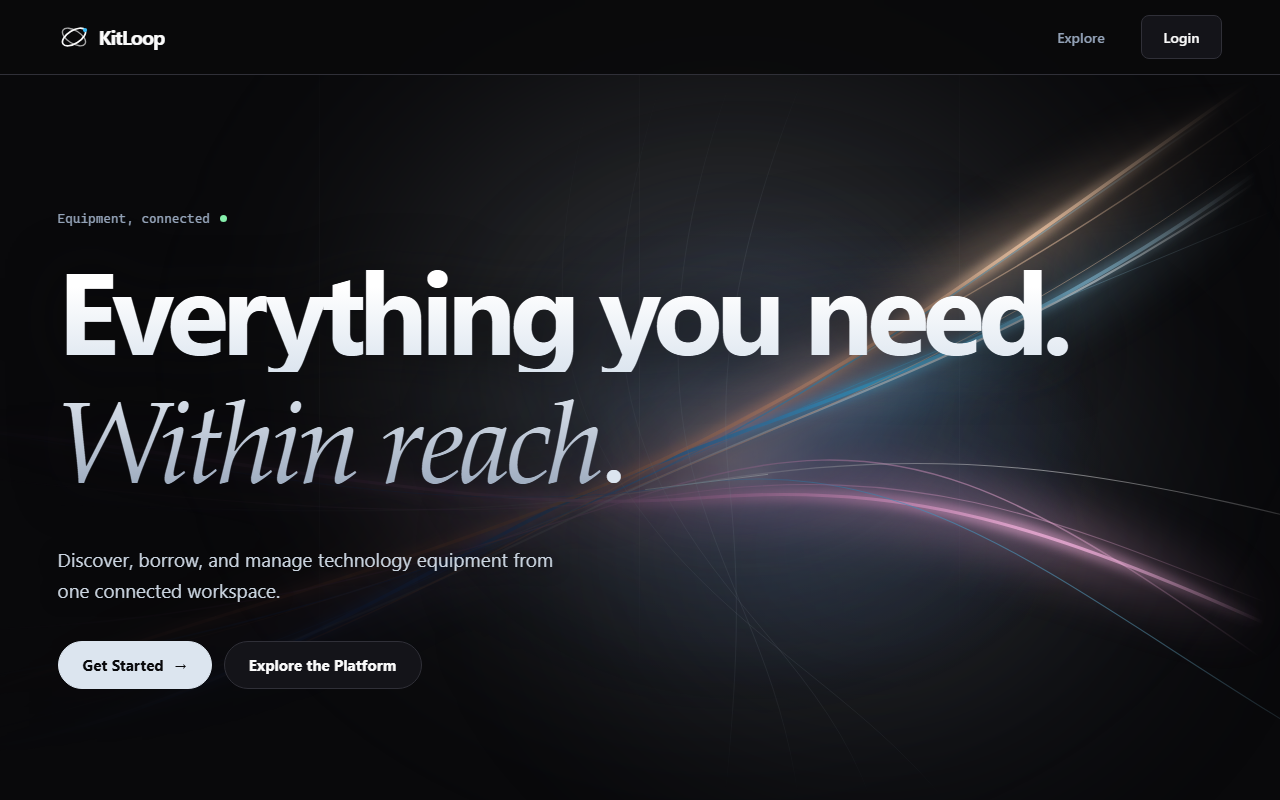 KitLoop
Explore
Login
Equipment, connected
Everything you need.
Within reach.
Discover, borrow, and manage technology equipment from
one connected workspace.
Get Started →
Explore the Platform